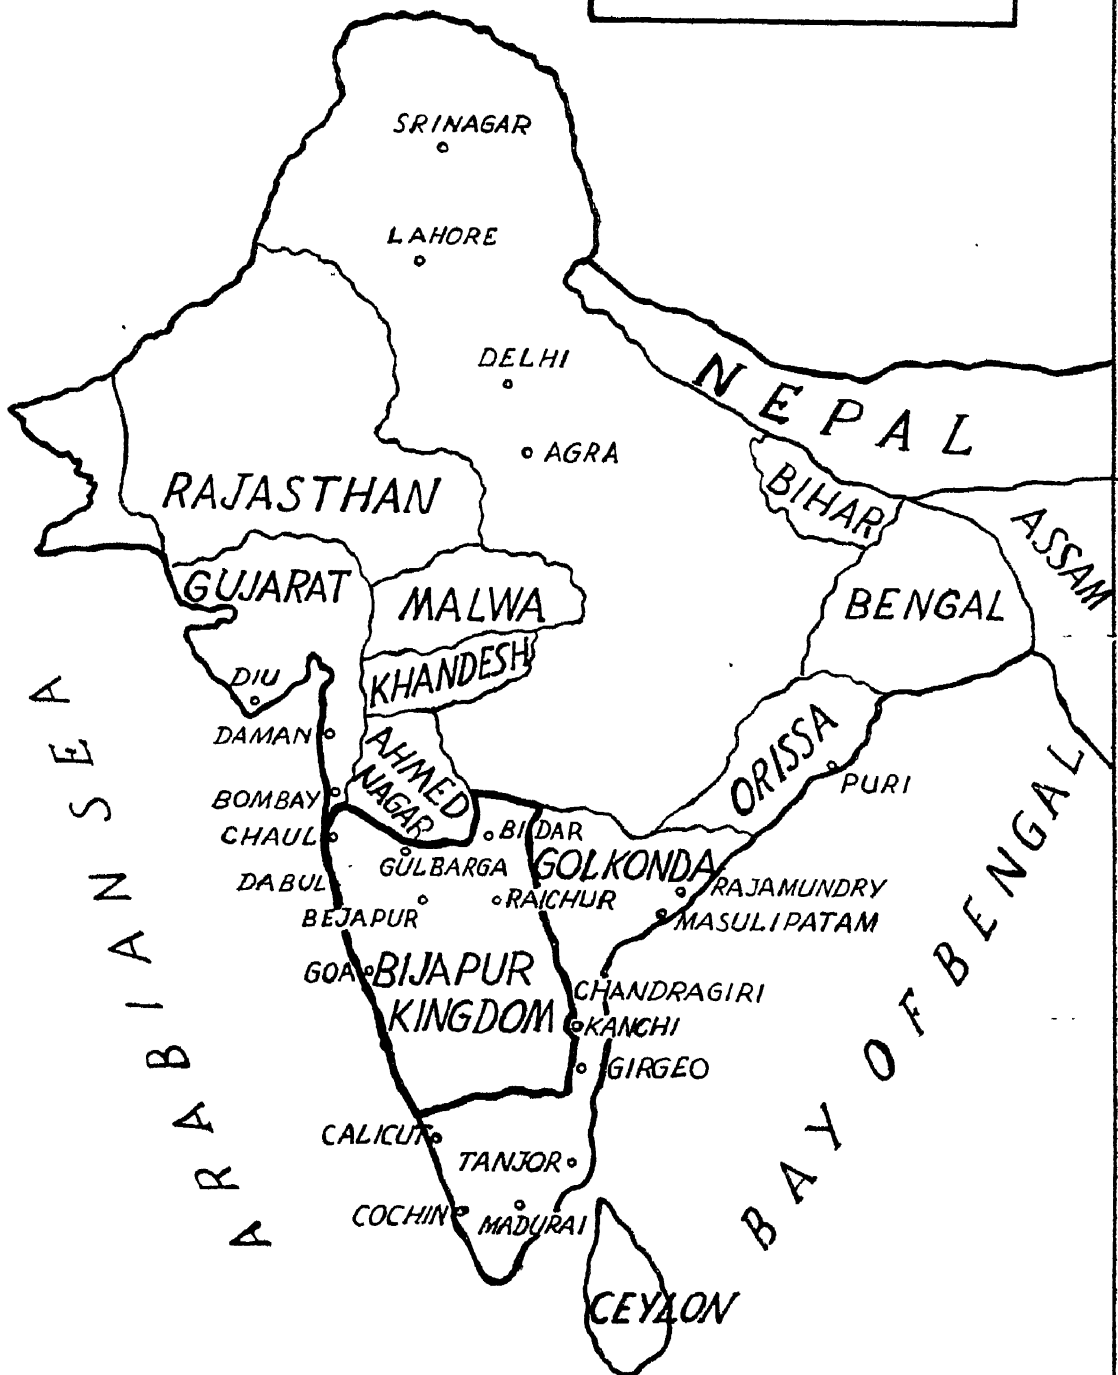 SRINAGAR
LAHORE
DELHI
NEPAL
AGRA
RAJASTHAN
BIHAR
ASSAM
GUJARAT
MALWA
BENGAL
KHANDESH
DIU
DAMAN
AHMED
NAGAR
ORISSA
PURI
BOMBAY
CHAUL
BIDAR
GULBARGA
GOLKONDA
DABUL
RAJAMUNDRY
BEJAPUR
RAICHUR
MASULIPATAM
GOA
BIJAPUR
KINGDOM
CHANDRAGIRI
KANCHI
GIRGEO
CALICUT
TANJOR
COCHIN
MADURAI
CEYLON
ARABIAN SEA
BAY OF BENGAL